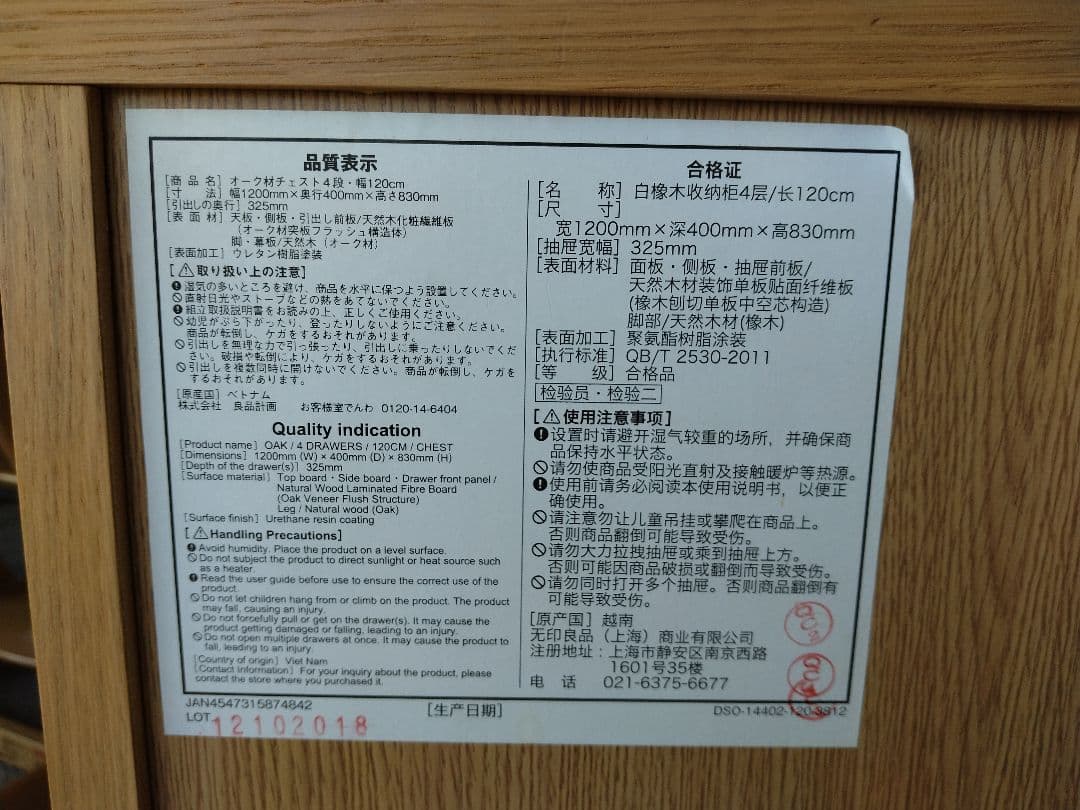 品質表示
[商 品 名] オーク材チェスト4段・幅120cm
[寸 法] 幅1200mm×奥行400mm×高さ830mm
[引出しの奥行] 325mm
[表 面 材] 天板・側板・引出し前板/天然木化粧繊維板
(オーク材突板フラッシュ構造体)
脚・幕板/天然木 (オーク材)
[表面加工] ウレタン樹脂塗装
[⚠取り扱い上の注意]
湿気の多いところを避け、商品を水平に保つよう設置してください。
直射日光やストーブなどの熱をあてないでください。
組立取扱説明書をお読みの上、正しくご使用ください。
幼児がぶら下がったり、登ったりしないようにご注意ください。
商品が転倒し、ケガをするおそれがあります。
引出しを無理な力で引っ張ったり、引出しに乗ったりしないでくだ
さい。破損や転倒により、ケガをするおそれがあります。
引出しを複数同時に開けないでください。商品が転倒し、ケガを
するおそれがあります。
[原産国] ベトナム
株式会社 良品計画 お客様室でんわ 0120-14-6404
Quality indication
[Product name] OAK / 4 DRAWERS / 120CM / CHEST
[Dimensions] 1200mm (W) × 400mm (D) × 830mm (H)
[Depth of the drawer(s)] 325mm
[Surface material] Top board・Side board・Drawer front panel /
Natural Wood Laminated Fibre Board
(Oak Veneer Flush Structure)
Leg / Natural wood (Oak)
[Surface finish] Urethane resin coating
[⚠Handling Precautions]
Avoid humidity. Place the product on a level surface.
Do not subject the product to direct sunlight or heat source such
as a heater.
Read the user guide before use to ensure the correct use of the
product.
Do not let children hang from or climb on the product. The product
may fall, causing an injury.
Do not forcefully pull or get on the drawer(s). It may cause the
product getting damaged or falling, leading to an injury.
Do not open multiple drawers at once. It may cause the product to
fall, leading to an injury.
[Country of origin] Viet Nam
[Contact Information] For your inquiry about the product, please
contact the store where you purchased it.
合格证
[名 称] 白橡木收纳柜4层/长120cm
[尺 寸]
宽1200mm×深400mm×高830mm
[抽屉宽幅] 325mm
[表面材料] 面板・侧板・抽屉前板/
天然木材装饰单板贴面纤维板
(橡木刨切单板中空芯构造)
脚部/天然木材(橡木)
[表面加工] 聚氨酯树脂涂装
[执行标准] QB/T 2530-2011
[等 级] 合格品
检验员・检验二
[⚠使用注意事项]
设置时请避开湿气较重的场所，并确保商
品保持水平状态。
请勿使商品受阳光直射及接触暖炉等热源。
使用前请务必阅读本使用说明书，以便正
确使用。
请注意勿让儿童吊挂或攀爬在商品上。
否则商品翻倒可能导致受伤。
请勿大力拉拽抽屉或乘到抽屉上方。
否则可能因商品破损或翻倒而导致受伤。
请勿同时打开多个抽屉。否则商品翻倒有
可能导致受伤。
[原产国] 越南
无印良品（上海）商业有限公司
注册地址：上海市静安区南京西路
1601号35楼
电 话 021-6375-6677
JAN4547315874842
LOT 12102018
[生产日期]
DSO-14402-120-3812